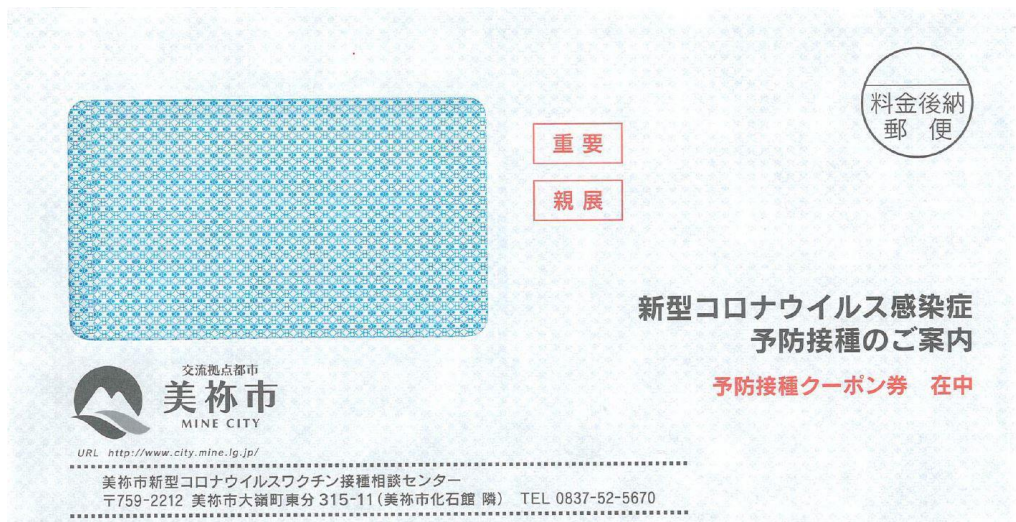 料金後納
郵便
重要
親展
新型コロナウイルス感染症
予防接種のご案内
予防接種クーポン券 在中
交流拠点都市
美祢市
MINE CITY
URL http://www.city.mine.lg.jp/
美祢市新型コロナウイルスワクチン接種相談センター
〒759-2212 美祢市大嶺町東分 315-11(美祢市化石館 隣) TEL 0837-52-5670